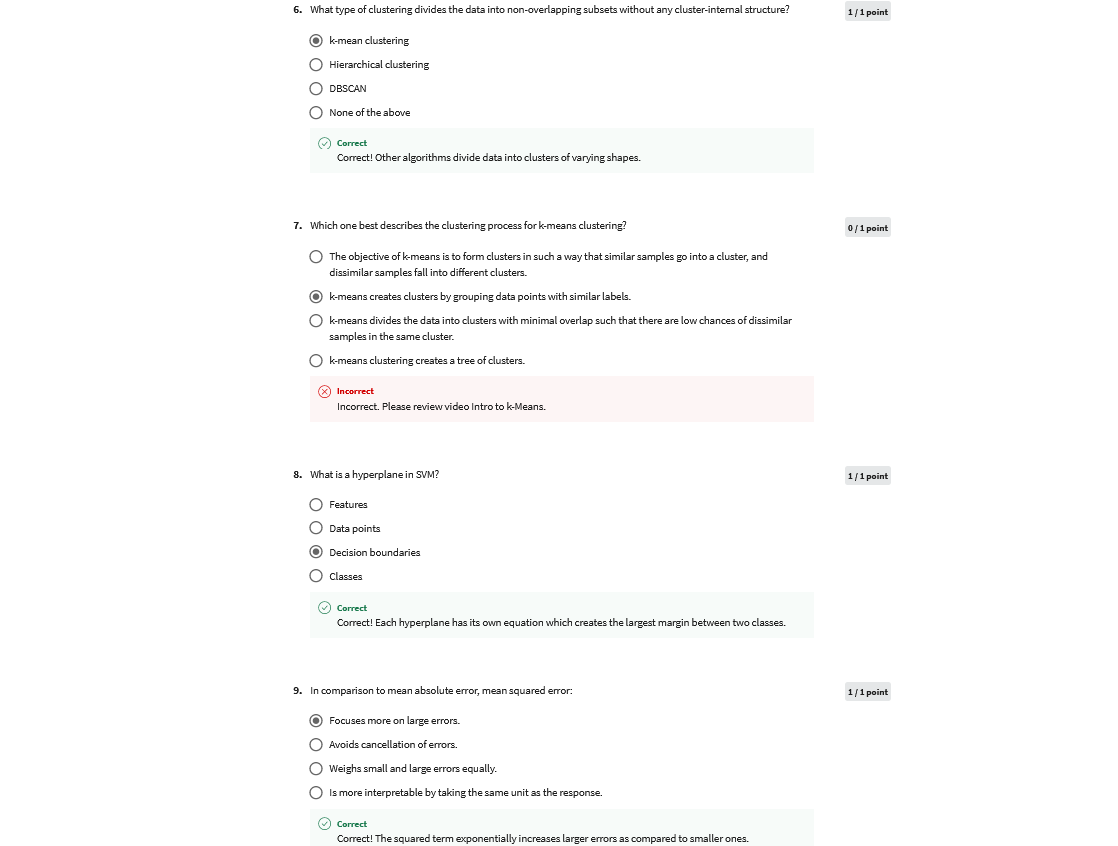 6. What type of clustering divides the data into non-overlapping subsets without any cluster-internal structure?
1 / 1 point
k-mean clustering
Hierarchical clustering
DBSCAN
None of the above
Correct
Correct! Other algorithms divide data into clusters of varying shapes.
7. Which one best describes the clustering process for k-means clustering?
0 / 1 point
The objective of k-means is to form clusters in such a way that similar samples go into a cluster, and
dissimilar samples fall into different clusters.
k-means creates clusters by grouping data points with similar labels.
k-means divides the data into clusters with minimal overlap such that there are low chances of dissimilar
samples in the same cluster.
k-means clustering creates a tree of clusters.
Incorrect
Incorrect. Please review video Intro to k-Means.
8. What is a hyperplane in SVM?
1 / 1 point
Features
Data points
Decision boundaries
Classes
Correct
Correct! Each hyperplane has its own equation which creates the largest margin between two classes.
9. In comparison to mean absolute error, mean squared error:
1 / 1 point
Focuses more on large errors.
Avoids cancellation of errors.
Weighs small and large errors equally.
Is more interpretable by taking the same unit as the response.
Correct
Correct! The squared term exponentially increases larger errors as compared to smaller ones.